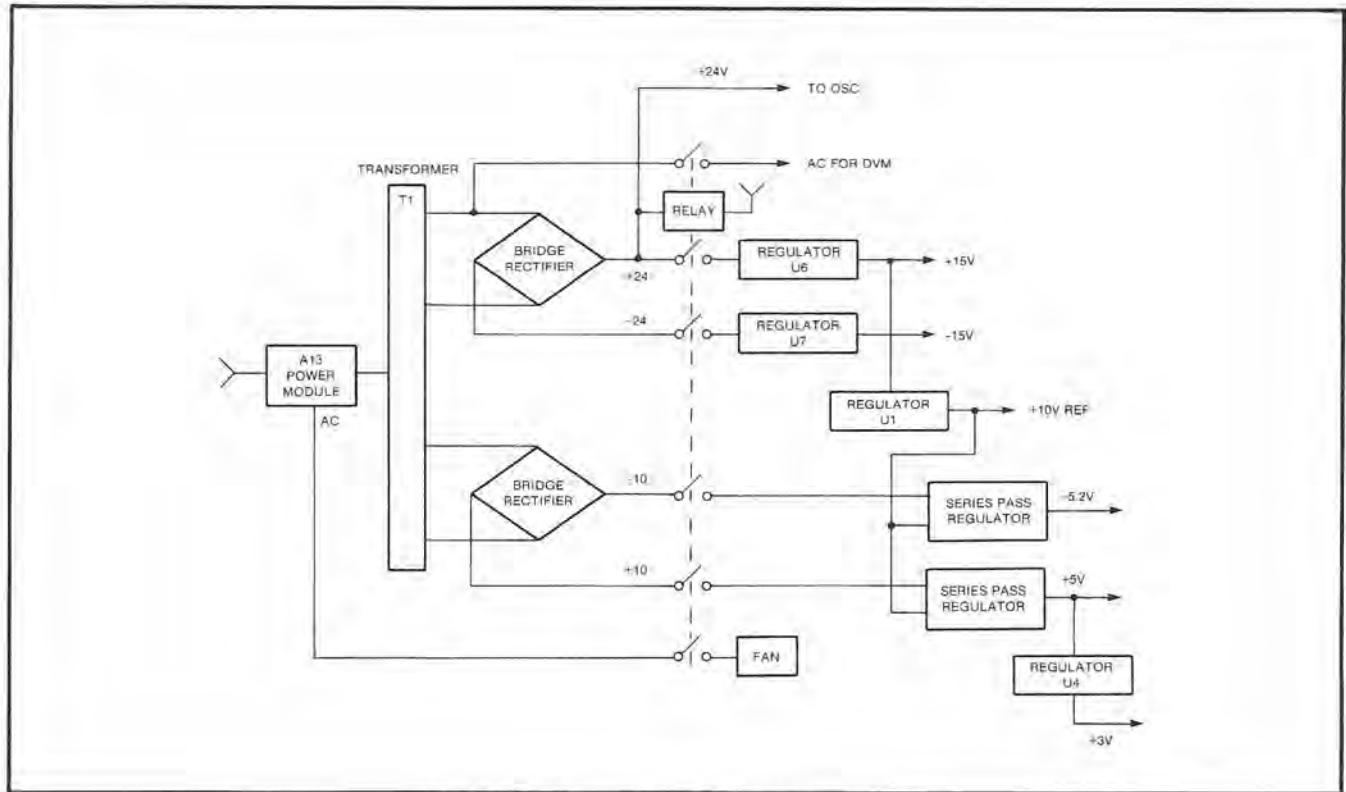 +24V
TO OSC
AC FOR DVM
TRANSFORMER
T1
RELAY
BRIDGE
RECTIFIER
+24
REGULATOR
U6
+15V
-24
REGULATOR
U7
-15V
A13
POWER
MODULE
AC
REGULATOR
U1
+10V REF
BRIDGE
RECTIFIER
-10
SERIES PASS
REGULATOR
-5.2V
+10
SERIES PASS
REGULATOR
+5V
FAN
REGULATOR
U4
+3V